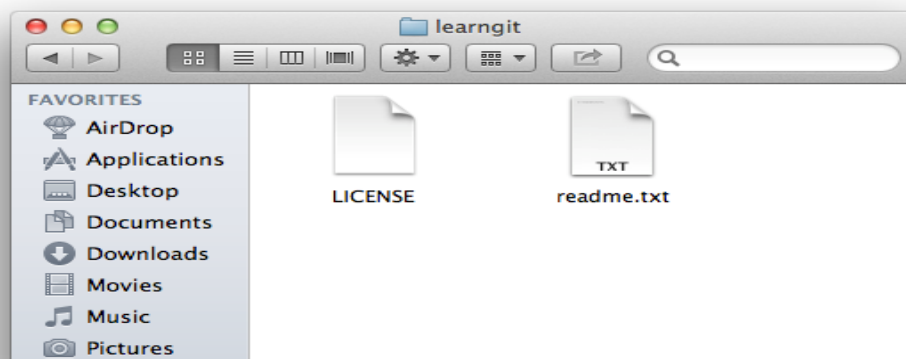 learngit
FAVORITES
AirDrop
Applications
Desktop
Documents
Downloads
Movies
Music
Pictures
TXT
LICENSE
readme.txt